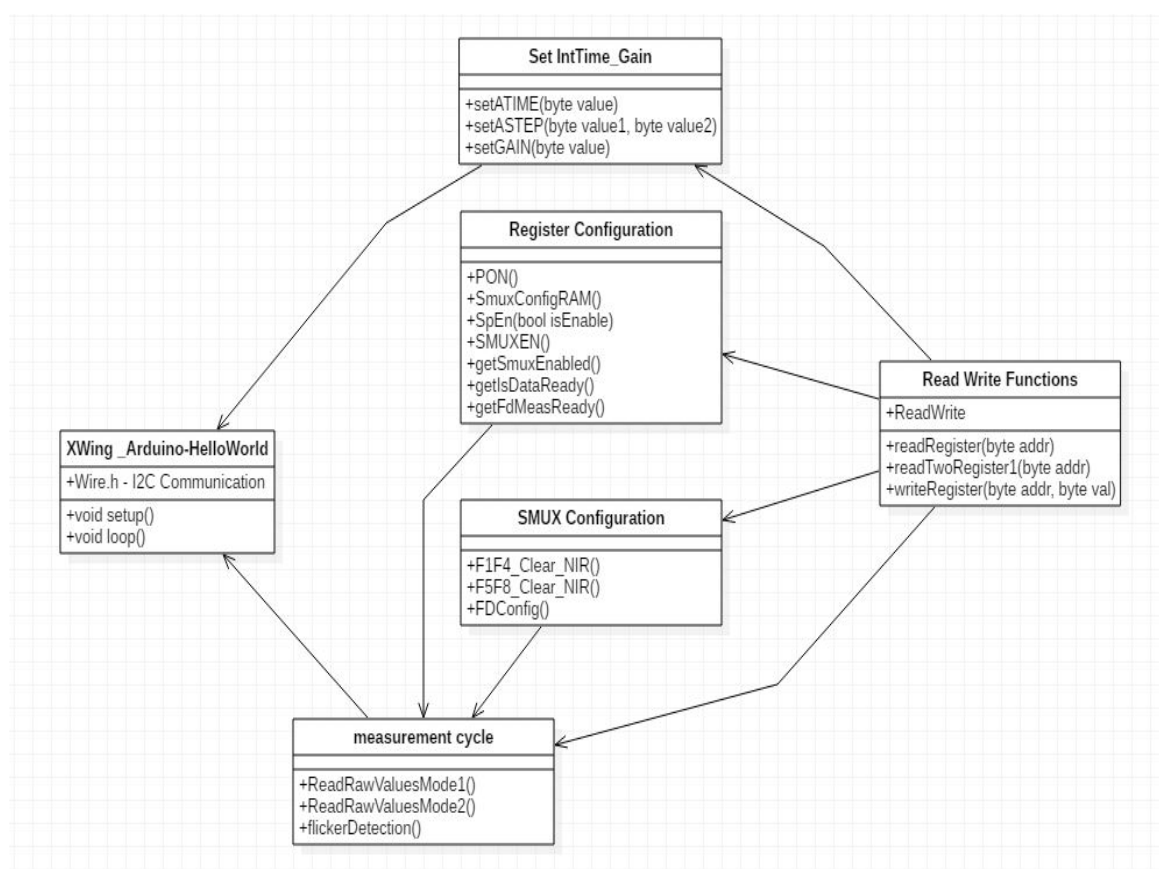 Set IntTime_Gain
+setATIME(byte value)
+setASTEP(byte value1, byte value2)
+setGAIN(byte value)
Register Configuration
+PON()
+SmuxConfigRAM()
+SpEn(bool isEnable)
+SMUXEN()
+getSmuxEnabled()
+getIsDataReady()
+getFdMeasReady()
Read Write Functions
+ReadWrite
+readRegister(byte addr)
+readTwoRegister1(byte addr)
+writeRegister(byte addr, byte val)
XWing _Arduino-HelloWorld
+Wire.h - I2C Communication
+void setup()
+void loop()
SMUX Configuration
+F1F4_Clear_NIR()
+F5F8_Clear_NIR()
+FDConfig()
measurement cycle
+ReadRawValuesMode1()
+ReadRawValuesMode2()
+flickerDetection()